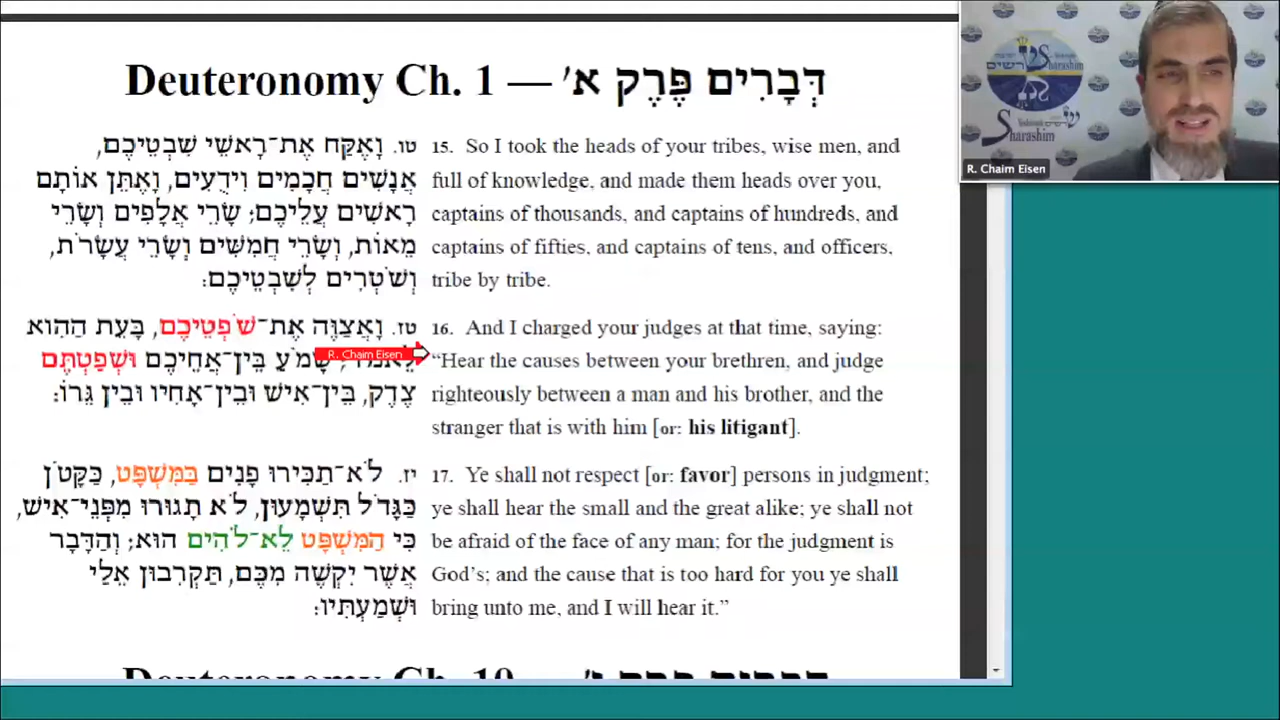 Deuteronomy Ch. 1 — דְּבָרִים פֶּרֶק א׳
טו. וָאֶקַּח אֶת־רָאשֵׁי שִׁבְטֵיכֶם,
אֲנָשִׁים חֲכָמִים וִידֻעִים, וָאֶתֵּן אוֹתָם
רָאשִׁים עֲלֵיכֶם; שָׂרֵי אֲלָפִים וְשָׂרֵי
מֵאוֹת, וְשָׂרֵי חֲמִשִּׁים וְשָׂרֵי עֲשָׂרֹת,
וְשֹׁטְרִים לְשִׁבְטֵיכֶם:
15. So I took the heads of your tribes, wise men, and
full of knowledge, and made them heads over you,
captains of thousands, and captains of hundreds, and
captains of fifties, and captains of tens, and officers,
tribe by tribe.
טז. וָאֲצַוֶּה אֶת־שֹׁפְטֵיכֶם, בָּעֵת הַהִוא
שָׁמֹעַ בֵּין־אֲחֵיכֶם וּשְׁפַטְתֶּם
צֶדֶק, בֵּין־אִישׁ וּבֵין־אָחִיו וּבֵין גֵּרוֹ:
R. Chaim Eisen
16. And I charged your judges at that time, saying:
“Hear the causes between your brethren, and judge
righteously between a man and his brother, and the
stranger that is with him [or: his litigant].
יז. לֹא־תַכִּירוּ פָנִים בַּמִּשְׁפָּט, כַּקָּטֹן
כַּגָּדֹל תִּשְׁמָעוּן, לֹא תָגוּרוּ מִפְּנֵי־אִישׁ,
כִּי הַמִּשְׁפָּט לֵא־לֹהִים הוּא; וְהַדָּבָר
אֲשֶׁר יִקְשֶׁה מִכֶּם, תַּקְרִבוּן אֵלַי
וּשְׁמַעְתִּיו:
17. Ye shall not respect [or: favor] persons in judgment;
ye shall hear the small and the great alike; ye shall not
be afraid of the face of any man; for the judgment is
God’s; and the cause that is too hard for you ye shall
bring unto me, and I will hear it.”
Deuteronomy Ch. 10 — דְּבָרִים פֶּרֶק י׳
Sharashim
R. Chaim Eisen